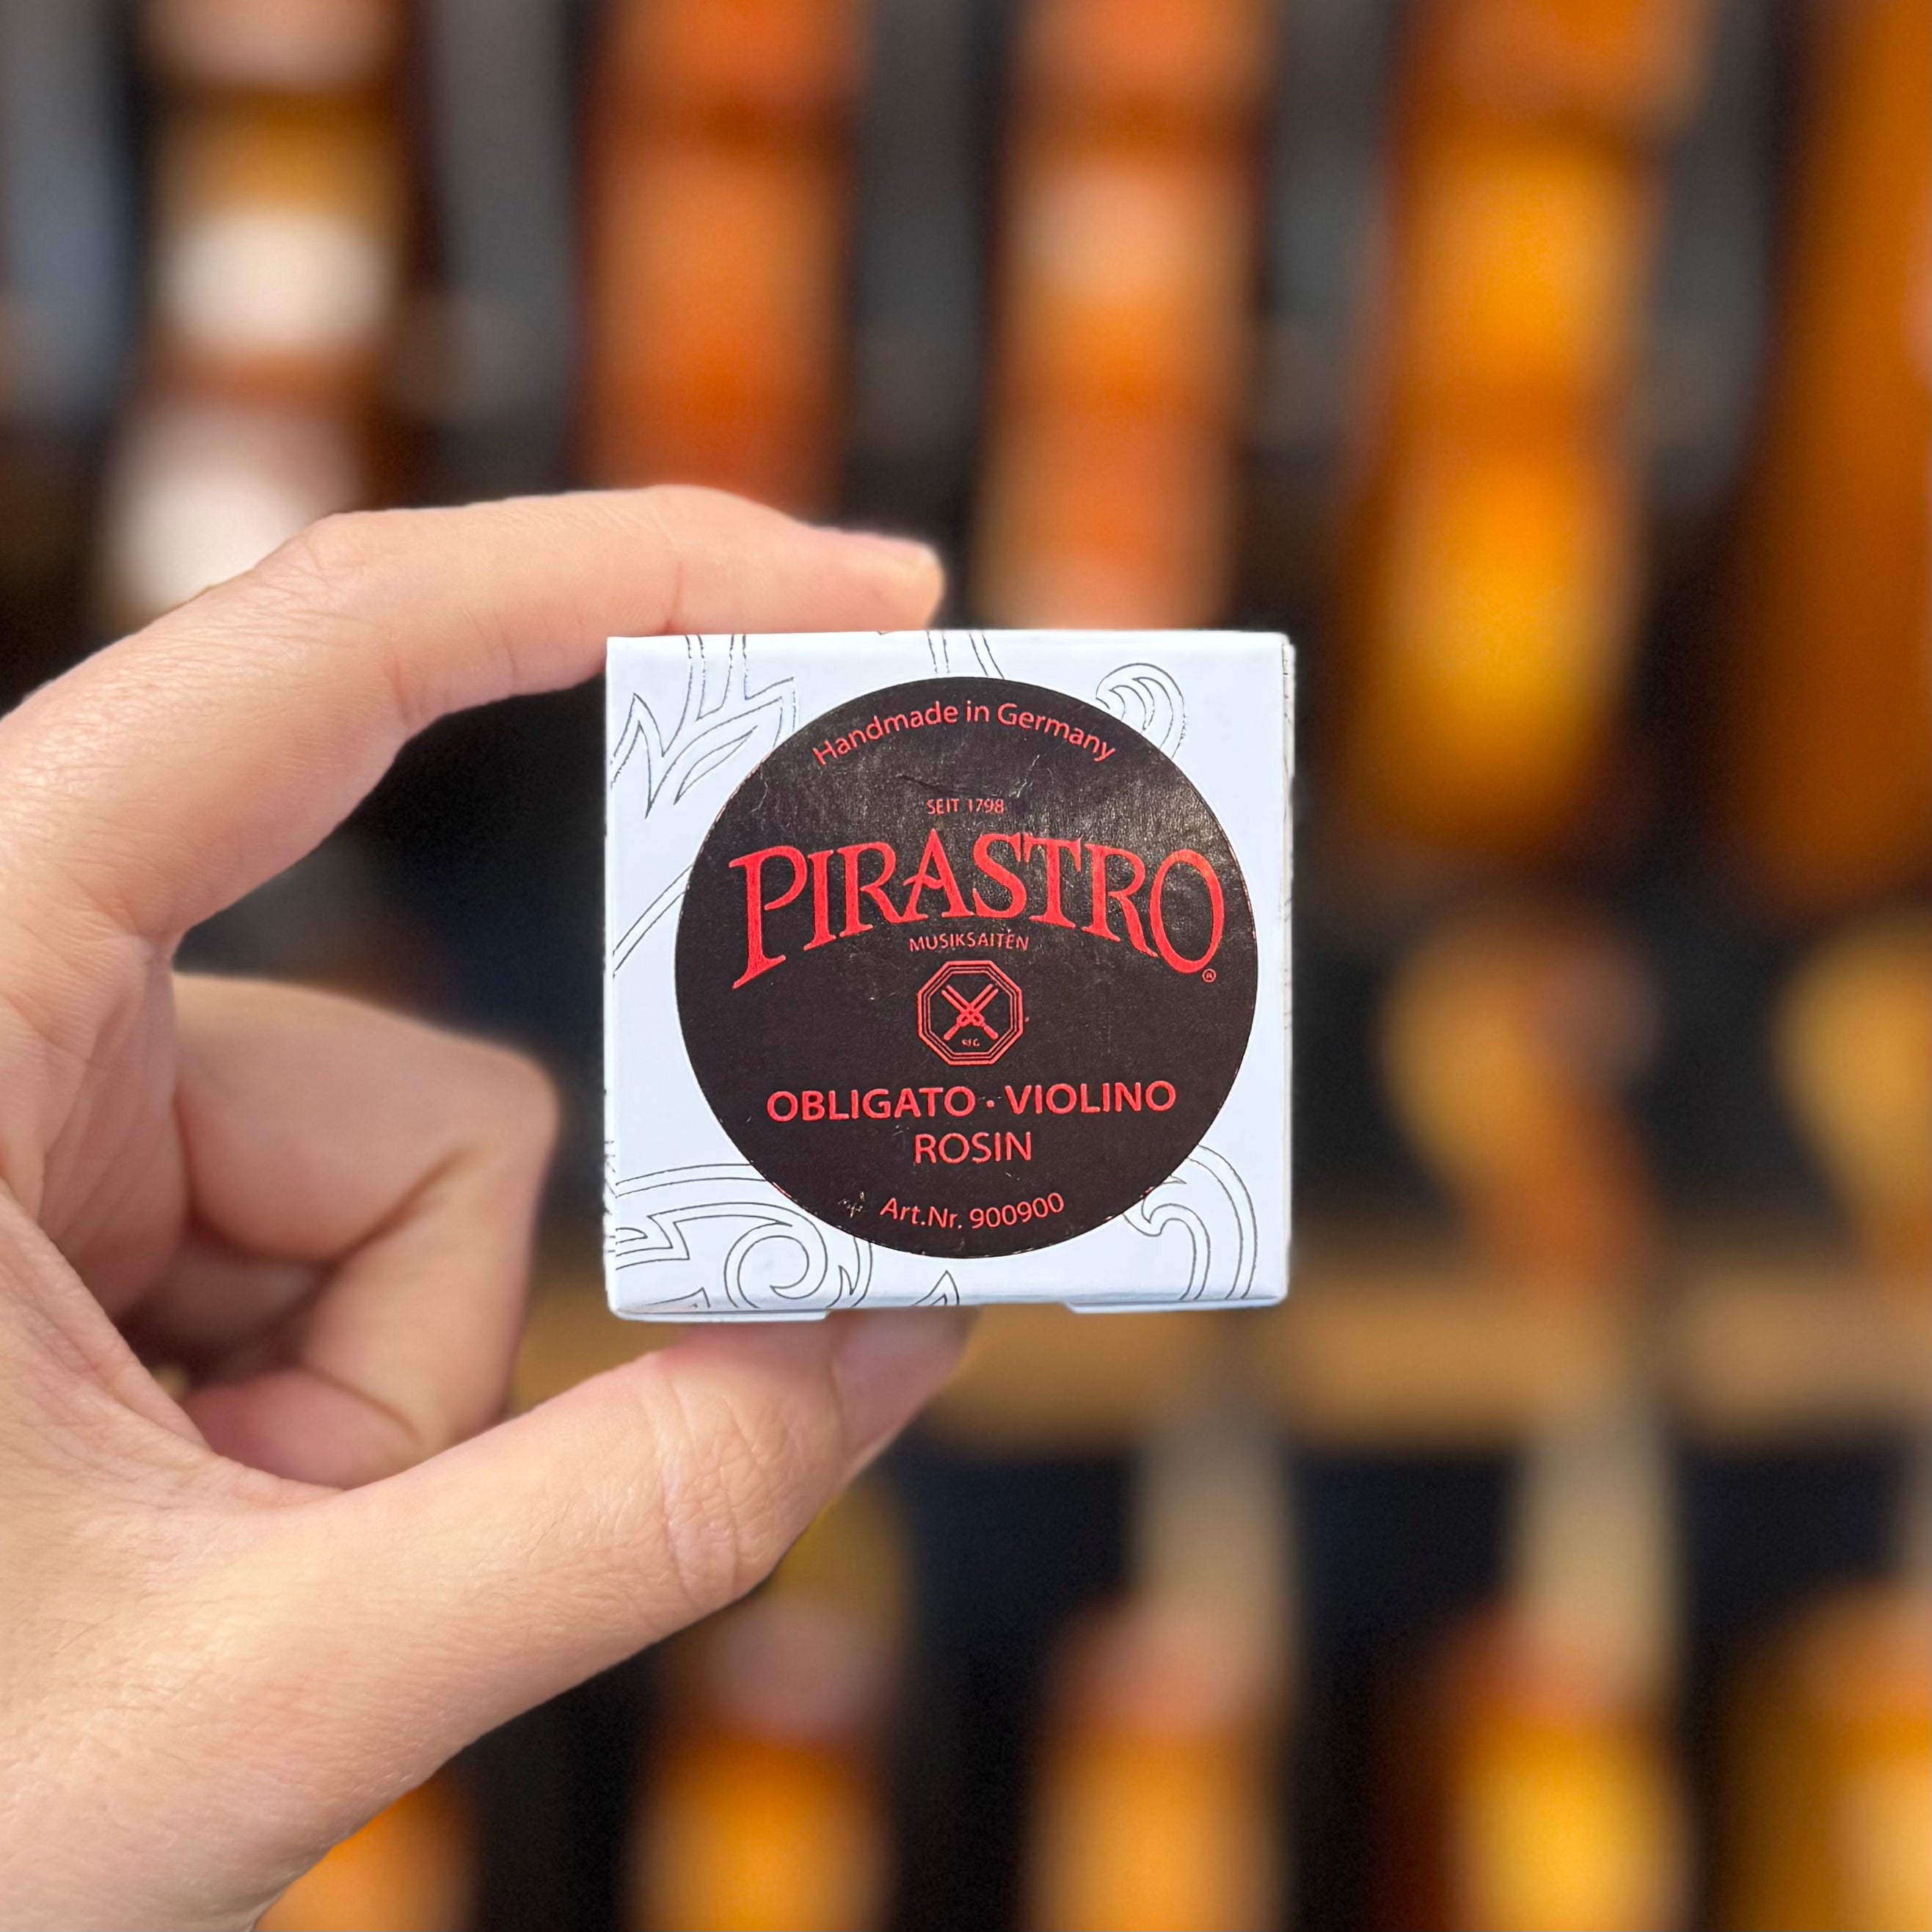 Handmade in Germany
SEIT 1798
PIRASTRO®
MUSIKSAITEN
OBLIGATO · VIOLINO
ROSIN
Art.Nr. 900900